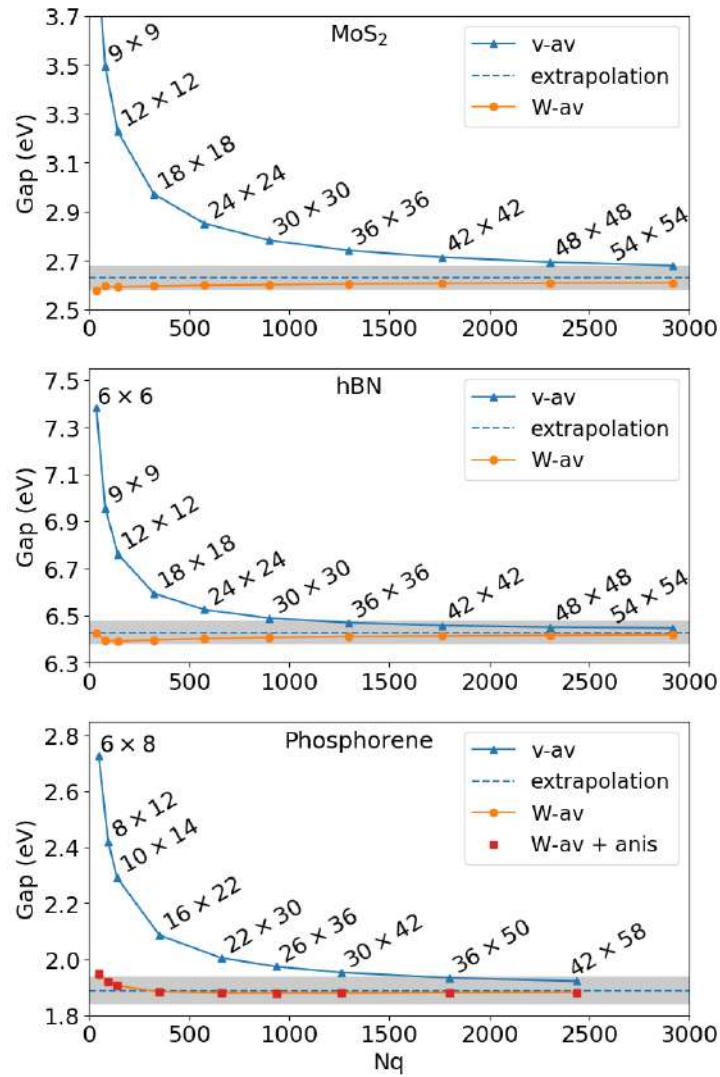 3.7
MoS₂
9 × 9
v-av
3.5
extrapolation
12 × 12
W-av
3.3
3.1
18 × 18
24 × 24
30 × 30
36 × 36
42 × 42
48 × 48
54 × 54
2.9
2.7
2.5
Gap (eV)
0 500 1000 1500 2000 2500 3000
7.5
hBN
6 × 6
v-av
7.3
extrapolation
W-av
7.1
9 × 9
6.9
12 × 12
18 × 18
24 × 24
30 × 30
36 × 36
42 × 42
48 × 48
54 × 54
6.7
6.5
6.3
Gap (eV)
0 500 1000 1500 2000 2500 3000
2.8
Phosphorene
6 × 8
v-av
extrapolation
2.6
W-av
W-av + anis
8 × 12
2.4
10 × 14
16 × 22
22 × 30
26 × 36
30 × 42
36 × 50
42 × 58
2.2
2.0
1.8
Gap (eV)
0 500 1000 1500 2000 2500 3000
Nq